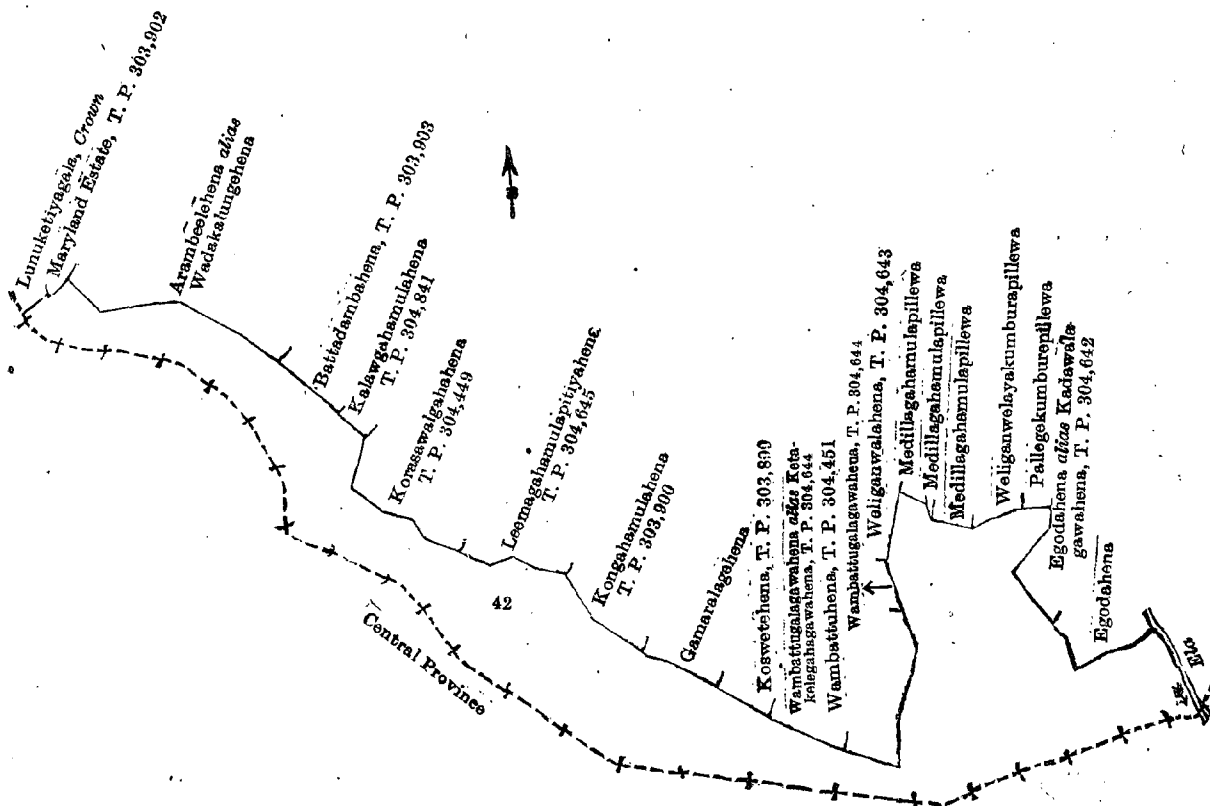 Lunuketiyagala, Crown
Maryland Estate, T. P. 303,902
Arambeelehena alias
Wadakalungehena
Battadambahena, T. P. 303,903
Kalawgahamulahena
T. P. 304,841
Korasawalgahahena
T. P. 304,449
Leemagahamulapitiyahena
T. P. 304,645
Kongahamulahena
T. P. 303,900
Gamaralagehena
42
Central Province
Koswetehena, T. P. 303,899
Wambattugalagawahena alias Keta-
kelegahagawahena, T. P. 304,644
Wambattuhena, T. P. 304,451
Wambattugalagawahena, T. P. 304,644
Weliganwalahena, T. P. 304,643
Medillagahamulapillewa
Medillagahamulapillewa
Medillagahamulapillewa
Weliganwelayakumburapillewa
Pallegekumburepillewa
Egodahena alias Kadawala-
gawahena, T. P. 304,642
Egodahena
Ela